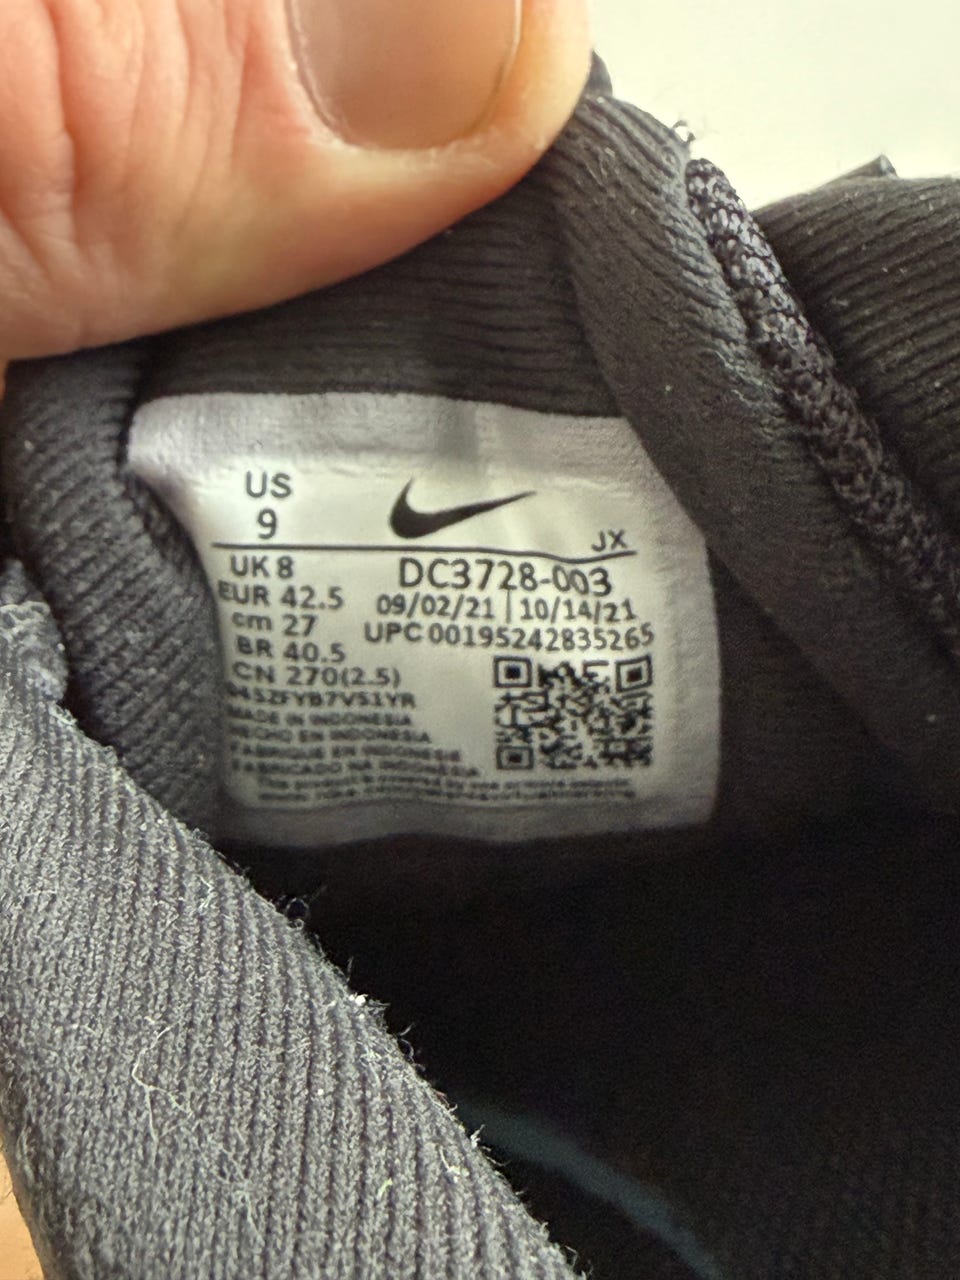 US
9
JX
UK 8
DC3728-003
EUR 42.5
09/02/21 | 10/14/21
cm 27
UPC 00195242835265
BR 40.5
CN 270(2.5)
MADE IN INDONESIA
HECHO EN INDONESIA
FABRIQUE EN INDONESIE
FABRICADO NA INDONESIA